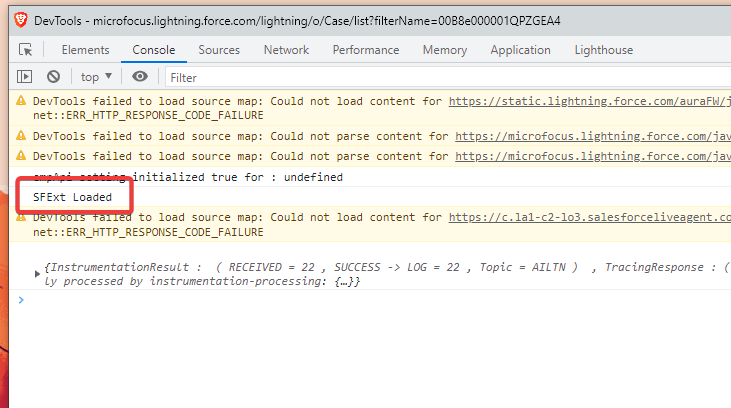 DevTools - microfocus.lightning.force.com/lightning/o/Case/list?filterName=00B8e000001QPZGEA4
Elements Console Sources Network Performance Memory Application Lighthouse
top Filter
DevTools failed to load source map: Could not load content for https://static.lightning.force.com/auraFW/j
net::ERR_HTTP_RESPONSE_CODE_FAILURE
DevTools failed to load source map: Could not parse content for https://microfocus.lightning.force.com/jav
DevTools failed to load source map: Could not parse content for https://microfocus.lightning.force.com/jav
empApi setting initialized true for : undefined
SFExt Loaded
DevTools failed to load source map: Could not load content for https://c.la1-c2-lo3.salesforceliveagent.co
net::ERR_HTTP_RESPONSE_CODE_FAILURE
{InstrumentationResult : ( RECEIVED = 22 , SUCCESS -> LOG = 22 , Topic = AILTN ) , TracingResponse : (
ly processed by instrumentation-processing: {…}}